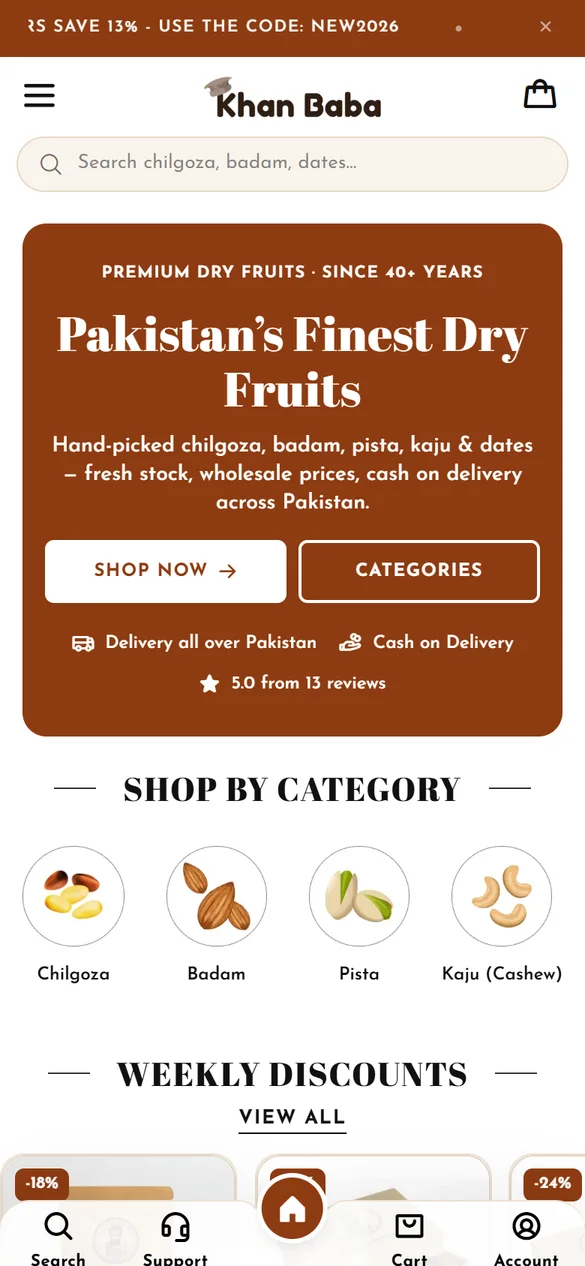 RS SAVE 13% - USE THE CODE: NEW2026
Khan Baba
Search chilgoza, badam, dates...
PREMIUM DRY FRUITS · SINCE 40+ YEARS
Pakistan's Finest Dry
Fruits
Hand-picked chilgoza, badam, pista, kaju & dates
– fresh stock, wholesale prices, cash on delivery
across Pakistan.
SHOP NOW → CATEGORIES
Delivery all over Pakistan Cash on Delivery
5.0 from 13 reviews
SHOP BY CATEGORY
Chilgoza Badam Pista Kaju (Cashew)
WEEKLY DISCOUNTS
VIEW ALL
-18% -24%
Search Support Cart Account